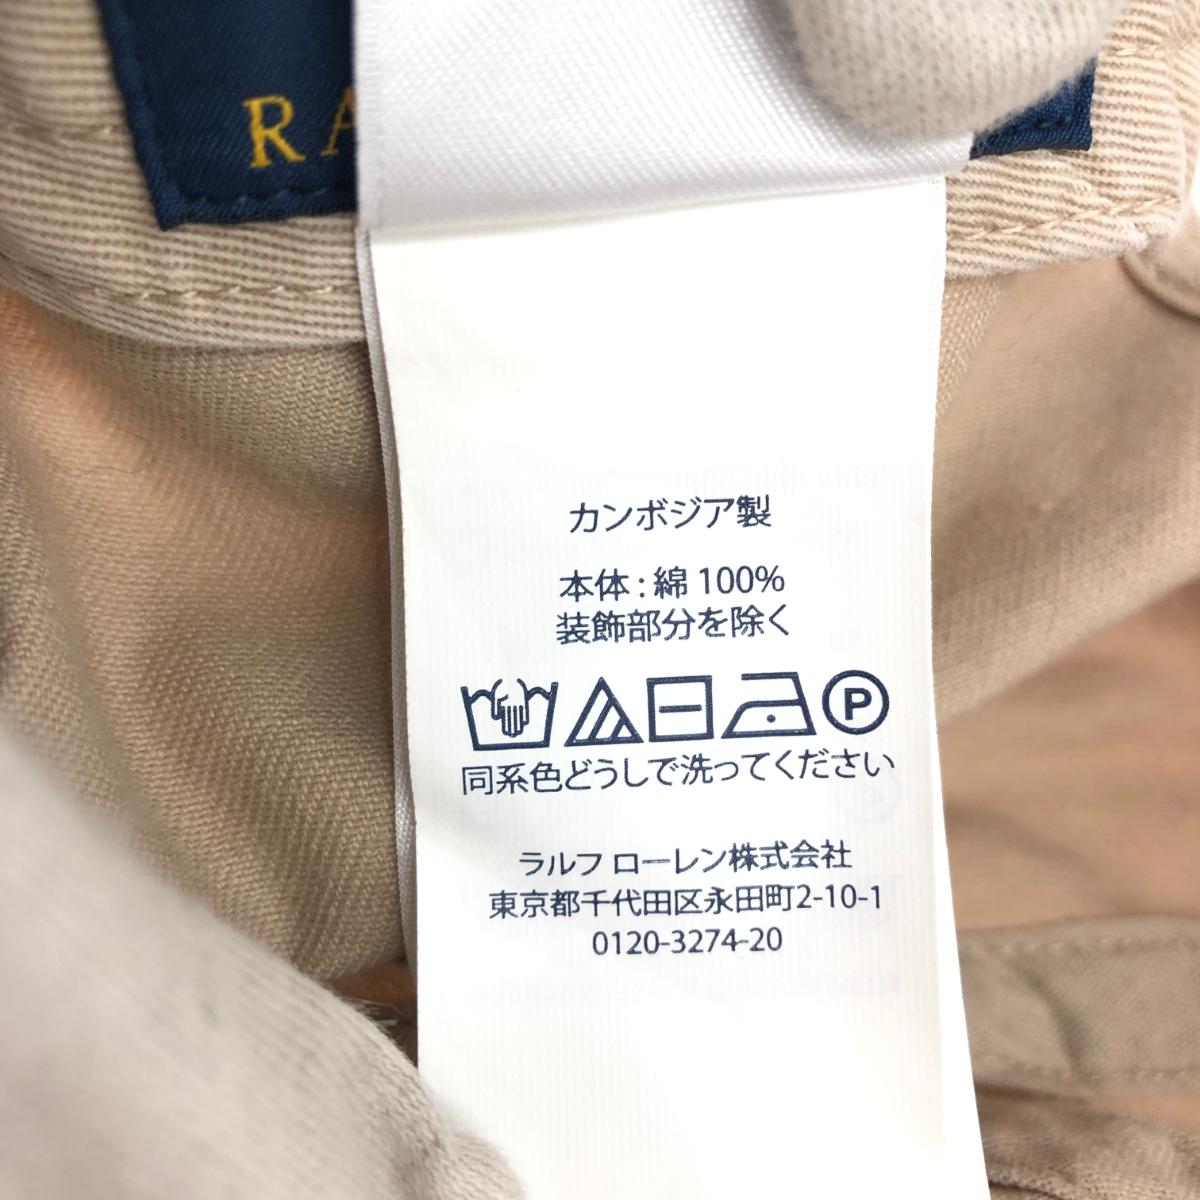 RA
カンボジア製
本体 : 綿 100%
装飾部分を除く
P
同系色どうしで洗ってください
ラルフ ローレン株式会社
東京都千代田区永田町2-10-1
0120-3274-20